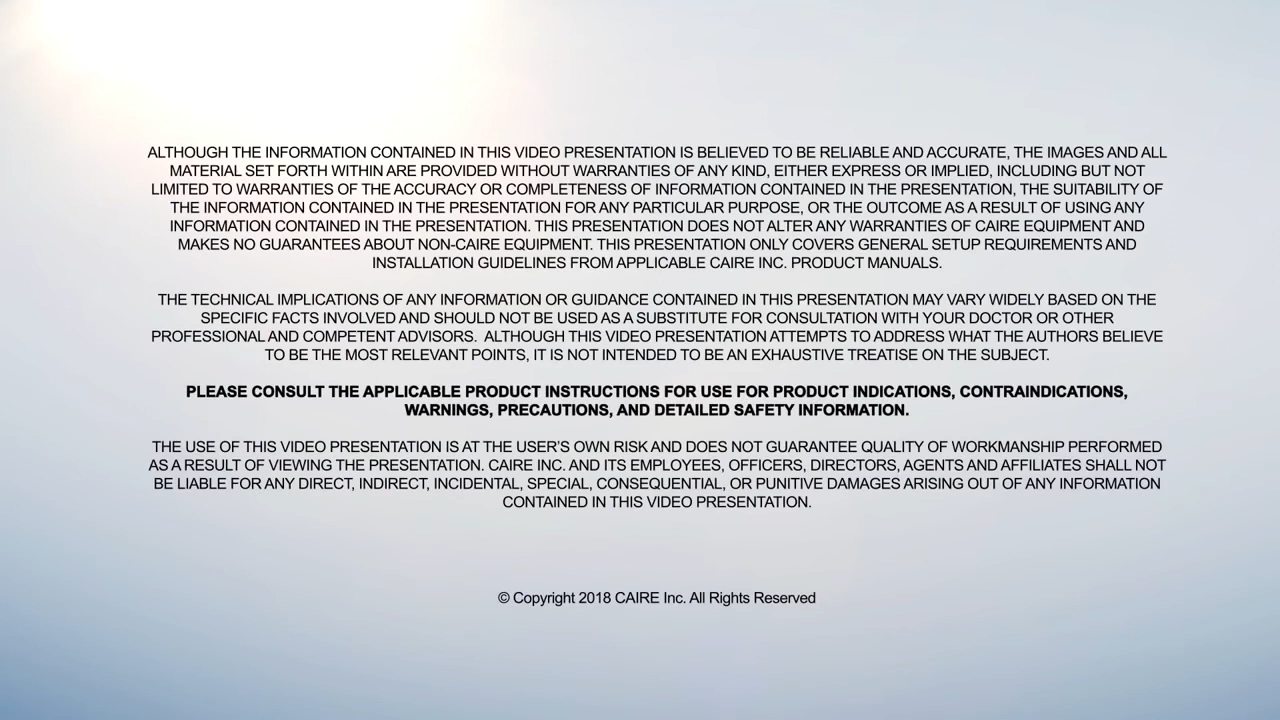 ALTHOUGH THE INFORMATION CONTAINED IN THIS VIDEO PRESENTATION IS BELIEVED TO BE RELIABLE AND ACCURATE, THE IMAGES AND ALL
MATERIAL SET FORTH WITHIN ARE PROVIDED WITHOUT WARRANTIES OF ANY KIND, EITHER EXPRESS OR IMPLIED, INCLUDING BUT NOT
LIMITED TO WARRANTIES OF THE ACCURACY OR COMPLETENESS OF INFORMATION CONTAINED IN THE PRESENTATION, THE SUITABILITY OF
THE INFORMATION CONTAINED IN THE PRESENTATION FOR ANY PARTICULAR PURPOSE, OR THE OUTCOME AS A RESULT OF USING ANY
INFORMATION CONTAINED IN THE PRESENTATION. THIS PRESENTATION DOES NOT ALTER ANY WARRANTIES OF CAIRE EQUIPMENT AND
MAKES NO GUARANTEES ABOUT NON-CAIRE EQUIPMENT. THIS PRESENTATION ONLY COVERS GENERAL SETUP REQUIREMENTS AND
INSTALLATION GUIDELINES FROM APPLICABLE CAIRE INC. PRODUCT MANUALS.
THE TECHNICAL IMPLICATIONS OF ANY INFORMATION OR GUIDANCE CONTAINED IN THIS PRESENTATION MAY VARY WIDELY BASED ON THE
SPECIFIC FACTS INVOLVED AND SHOULD NOT BE USED AS A SUBSTITUTE FOR CONSULTATION WITH YOUR DOCTOR OR OTHER
PROFESSIONAL AND COMPETENT ADVISORS. ALTHOUGH THIS VIDEO PRESENTATION ATTEMPTS TO ADDRESS WHAT THE AUTHORS BELIEVE
TO BE THE MOST RELEVANT POINTS, IT IS NOT INTENDED TO BE AN EXHAUSTIVE TREATISE ON THE SUBJECT.
PLEASE CONSULT THE APPLICABLE PRODUCT INSTRUCTIONS FOR USE FOR PRODUCT INDICATIONS, CONTRAINDICATIONS,
WARNINGS, PRECAUTIONS, AND DETAILED SAFETY INFORMATION.
THE USE OF THIS VIDEO PRESENTATION IS AT THE USER’S OWN RISK AND DOES NOT GUARANTEE QUALITY OF WORKMANSHIP PERFORMED
AS A RESULT OF VIEWING THE PRESENTATION. CAIRE INC. AND ITS EMPLOYEES, OFFICERS, DIRECTORS, AGENTS AND AFFILIATES SHALL NOT
BE LIABLE FOR ANY DIRECT, INDIRECT, INCIDENTAL, SPECIAL, CONSEQUENTIAL, OR PUNITIVE DAMAGES ARISING OUT OF ANY INFORMATION
CONTAINED IN THIS VIDEO PRESENTATION.
© Copyright 2018 CAIRE Inc. All Rights Reserved